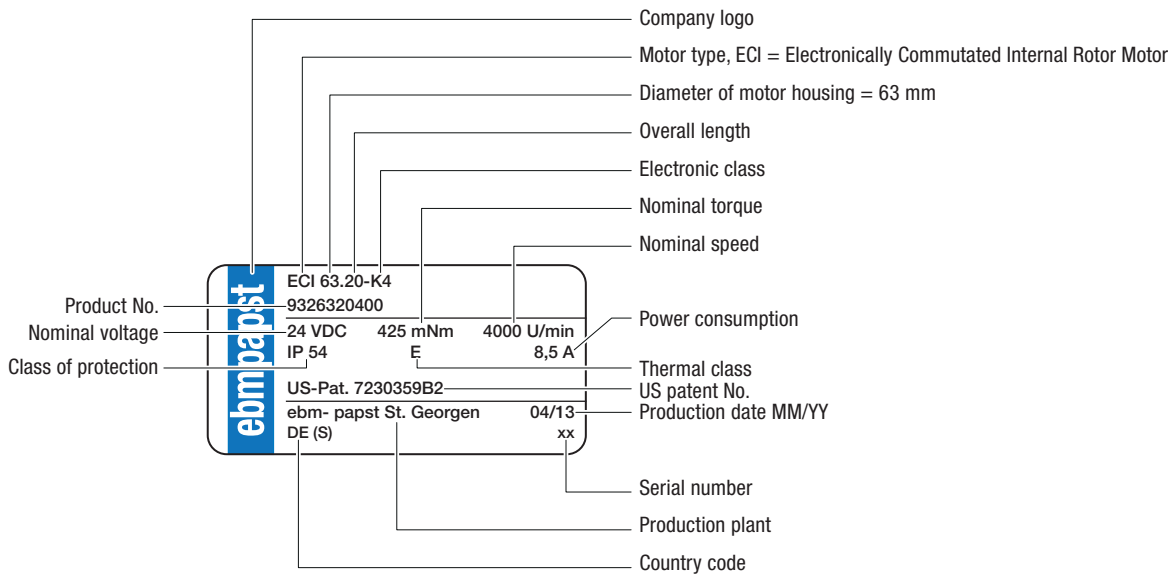 Company logo
Motor type, ECI = Electronically Commutated Internal Rotor Motor
Diameter of motor housing = 63 mm
Overall length
Electronic class
Nominal torque
Nominal speed
ebmpapst
ECI 63.20-K4
Product No.
9326320400
Nominal voltage
24 VDC 425 mNm 4000 U/min
Power consumption
IP 54 E 8,5 A
Class of protection
Thermal class
US-Pat. 7230359B2
US patent No.
ebm- papst St. Georgen 04/13
Production date MM/YY
DE (S) xx
Serial number
Production plant
Country code